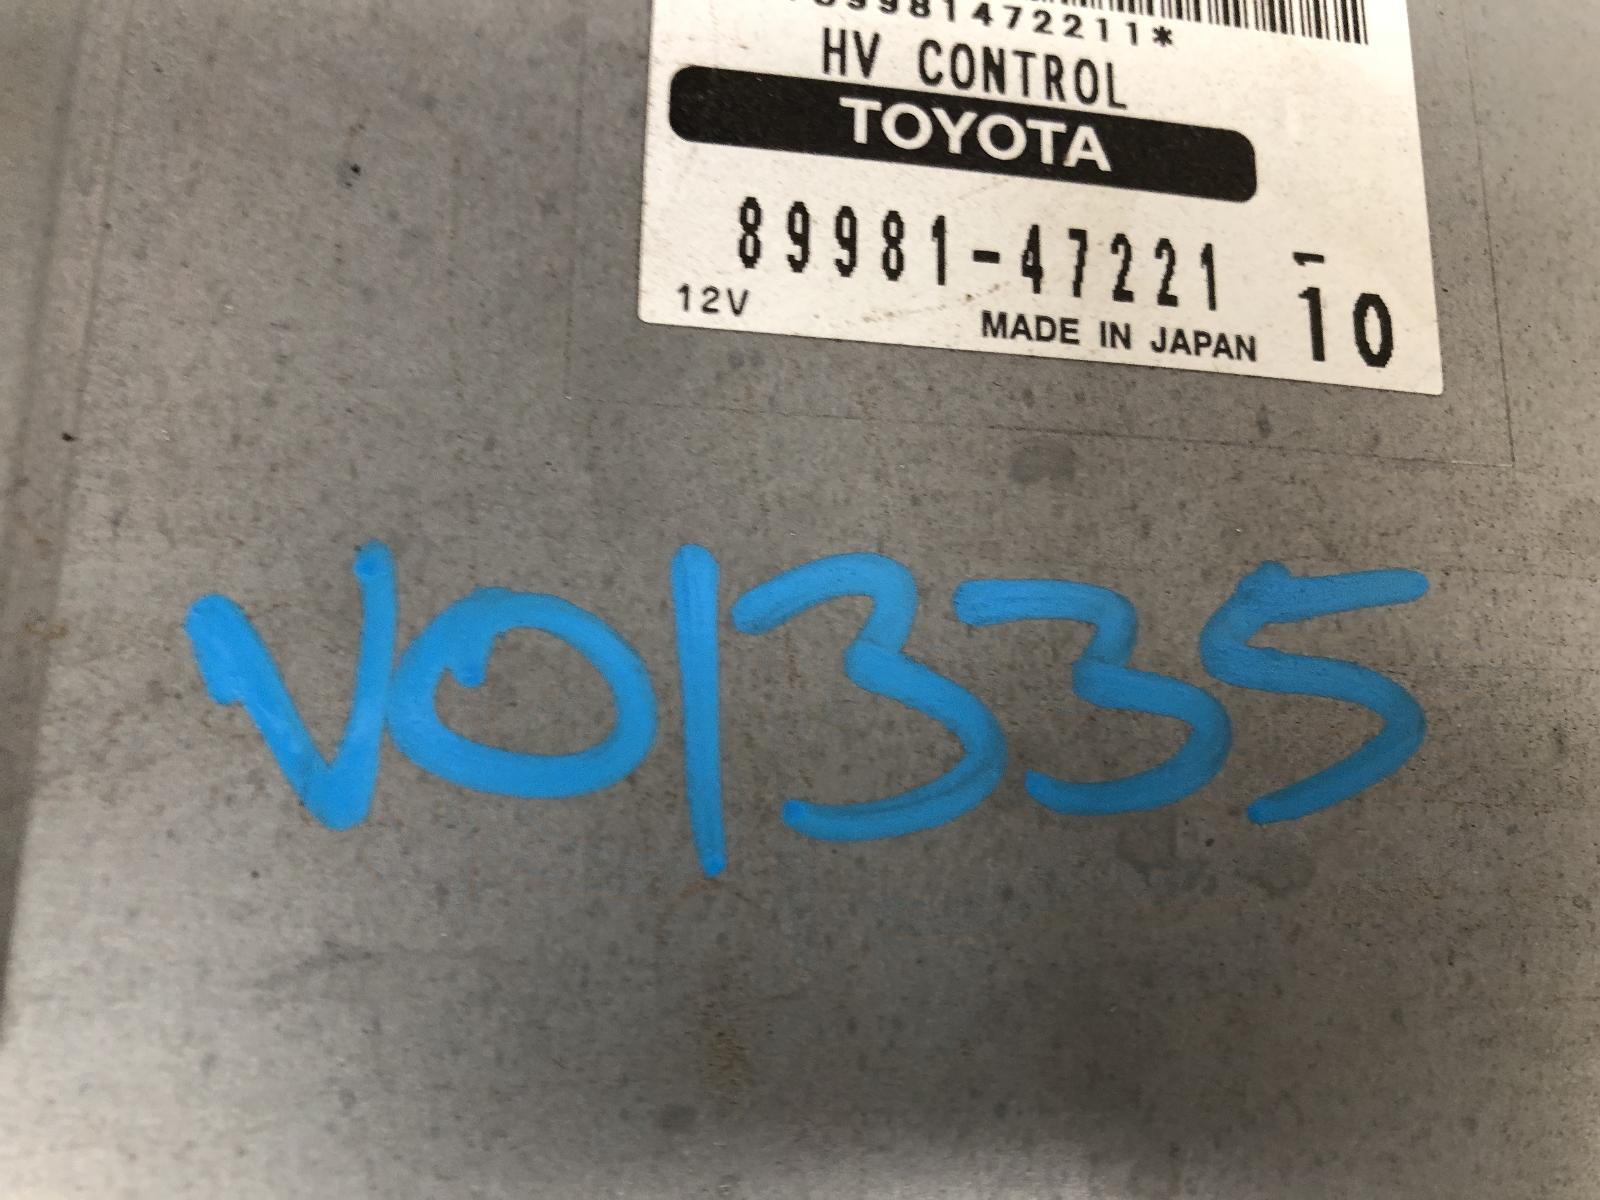 89981472211*
HV CONTROL
TOYOTA
89981-47221-
12V MADE IN JAPAN 10
V01335